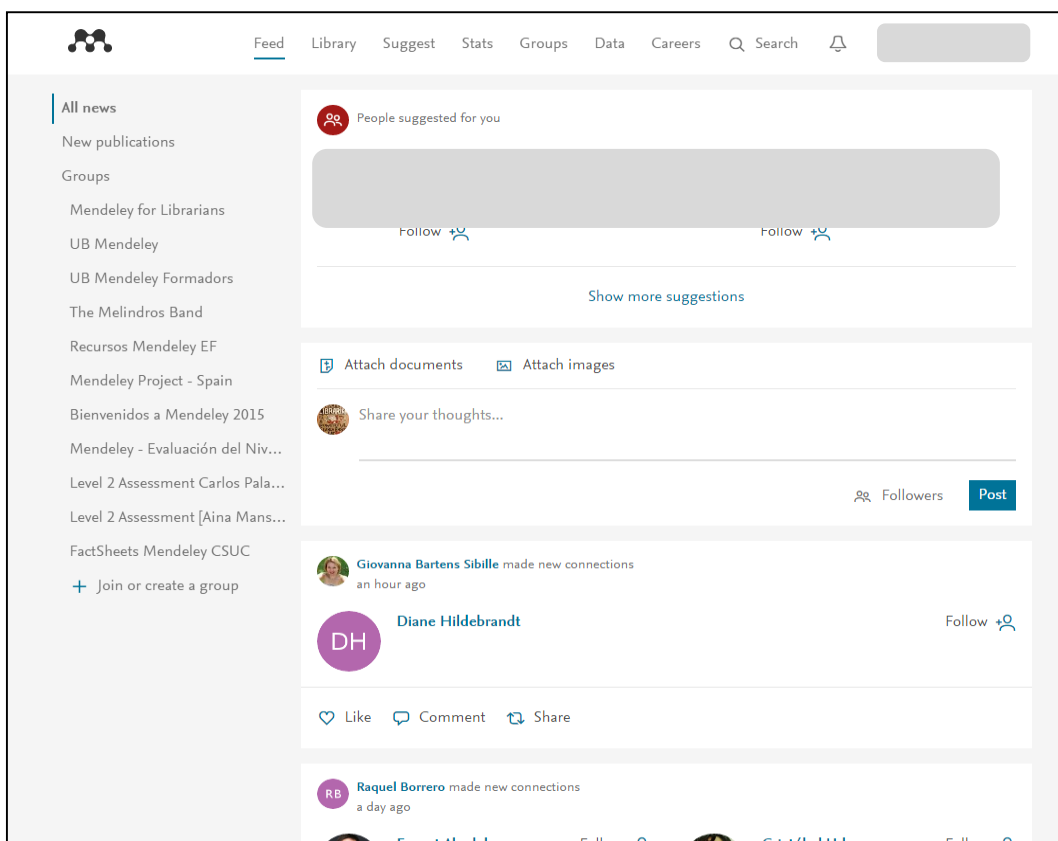 Feed Library Suggest Stats Groups Data Careers Search
All news
New publications
Groups
Mendeley for Librarians
UB Mendeley
UB Mendeley Formadors
The Melindros Band
Recursos Mendeley EF
Mendeley Project - Spain
Bienvenidos a Mendeley 2015
Mendeley - Evaluación del Niv...
Level 2 Assessment Carlos Pala...
Level 2 Assessment [Aina Mans...
FactSheets Mendeley CSUC
Join or create a group
People suggested for you
Follow Follow
Show more suggestions
Attach documents Attach images
Share your thoughts...
Followers Post
Giovanna Bartens Sibille made new connections
an hour ago
DH Diane Hildebrandt Follow
Like Comment Share
RB Raquel Borrero made new connections
a day ago